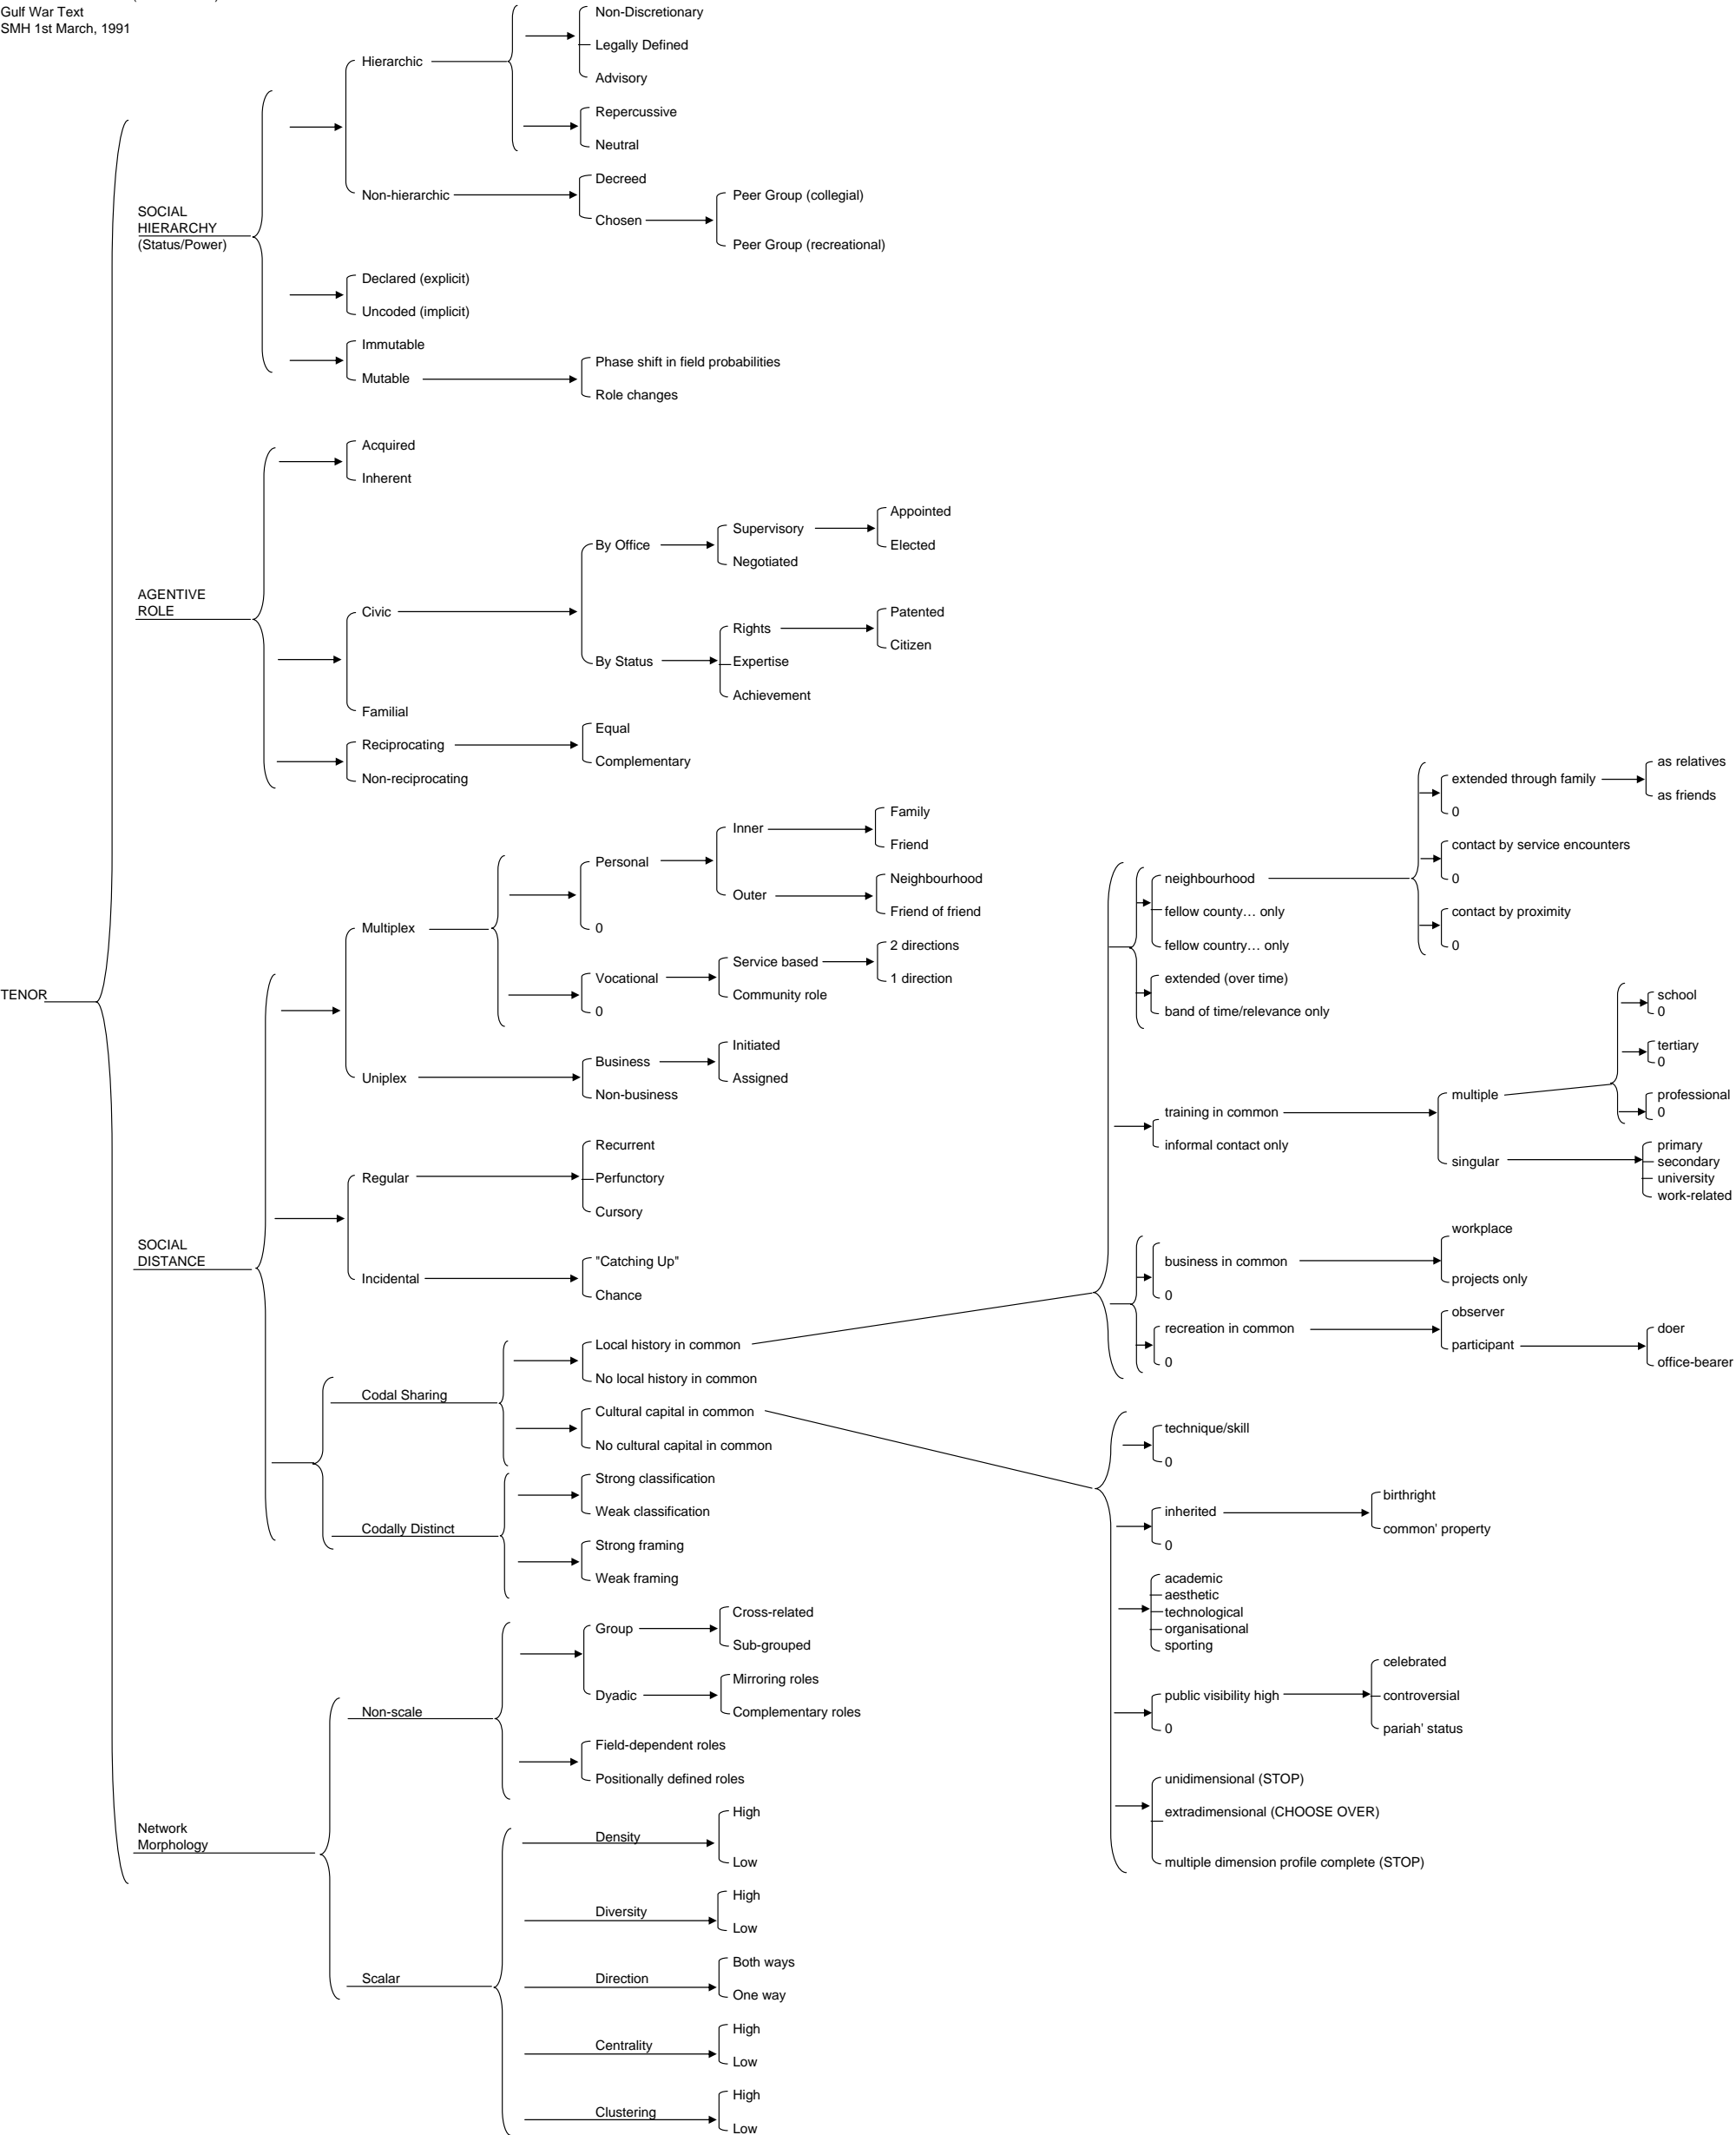 Gulf War Text
SMH 1st March, 1991
TENOR
SOCIAL
HIERARCHY
(Status/Power)
Hierarchic
Non-Discretionary
Legally Defined
Advisory
Repercussive
Neutral
Non-hierarchic
Decreed
Chosen
Peer Group (collegial)
Peer Group (recreational)
Declared (explicit)
Uncoded (implicit)
Immutable
Mutable
Phase shift in field probabilities
Role changes
AGENTIVE
ROLE
Acquired
Inherent
Civic
By Office
Supervisory
Appointed
Elected
Negotiated
By Status
Rights
Patented
Citizen
Expertise
Achievement
Familial
Reciprocating
Equal
Complementary
Non-reciprocating
SOCIAL
DISTANCE
Multiplex
Personal
Inner
Family
Friend
Outer
Neighbourhood
Friend of friend
0
Vocational
Service based
2 directions
1 direction
Community role
0
Uniplex
Business
Initiated
Assigned
Non-business
Regular
Recurrent
Perfunctory
Cursory
Incidental
"Catching Up"
Chance
Codal Sharing
Local history in common
No local history in common
Cultural capital in common
No cultural capital in common
Codally Distinct
Strong classification
Weak classification
Strong framing
Weak framing
neighbourhood
extended through family
as relatives
as friends
0
contact by service encounters
0
contact by proximity
0
fellow county… only
fellow country… only
extended (over time)
band of time/relevance only
training in common
multiple
school
0
tertiary
0
professional
0
singular
primary
secondary
university
work-related
informal contact only
business in common
workplace
projects only
0
recreation in common
observer
participant
doer
office-bearer
0
technique/skill
0
inherited
birthright
common' property
0
academic
aesthetic
technological
organisational
sporting
public visibility high
celebrated
controversial
pariah' status
0
unidimensional (STOP)
extradimensional (CHOOSE OVER)
multiple dimension profile complete (STOP)
Network
Morphology
Non-scale
Group
Cross-related
Sub-grouped
Dyadic
Mirroring roles
Complementary roles
Field-dependent roles
Positionally defined roles
Scalar
Density
High
Low
Diversity
High
Low
Direction
Both ways
One way
Centrality
High
Low
Clustering
High
Low